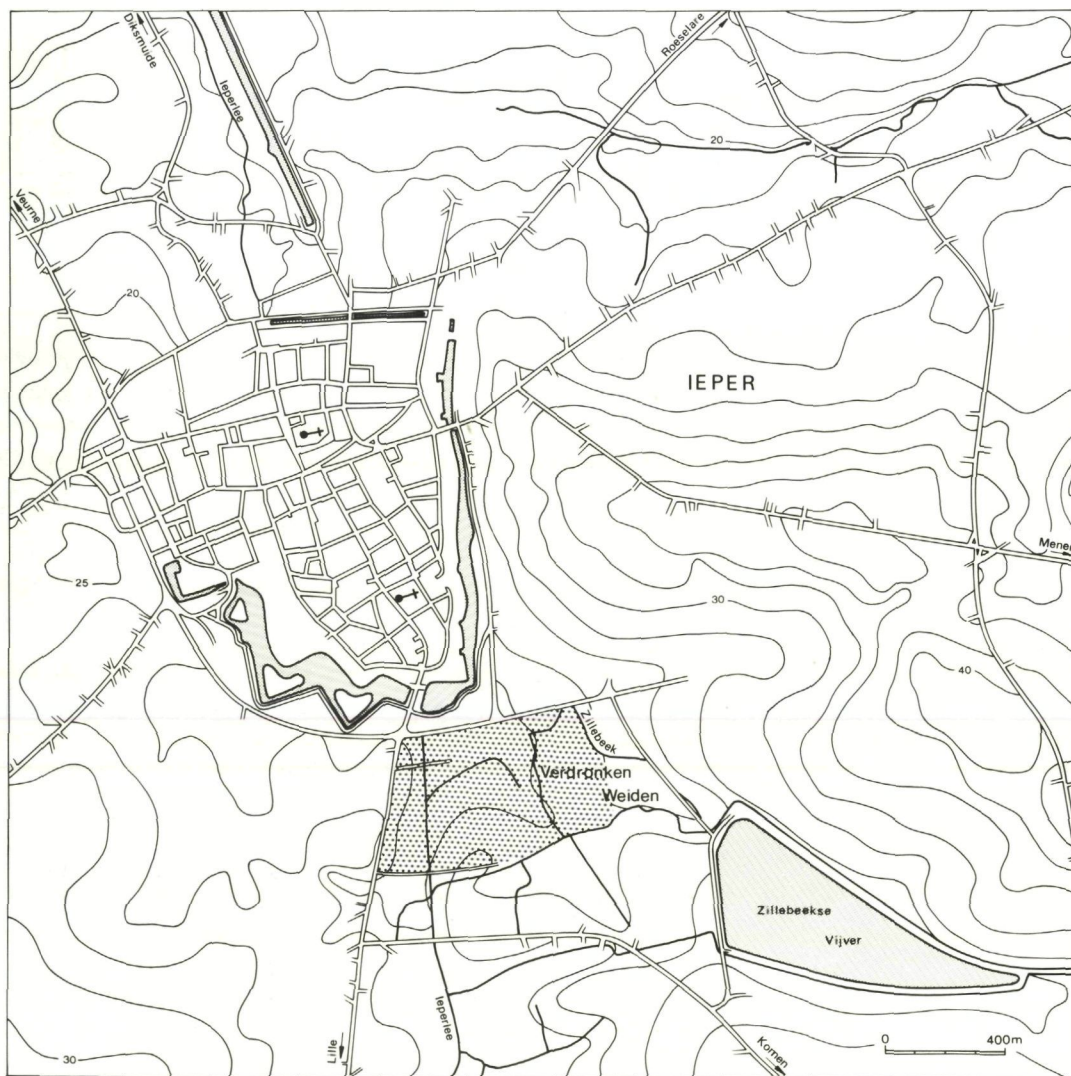 Diksmuide
Ieperlee
Roeselare
20
Veurne
20
IEPER
Menen
25
30
40
Zillebeek
Verdronken
Weiden
Zillebeekse
Vijver
Ieperlee
Lille
Komen
30
0 400m